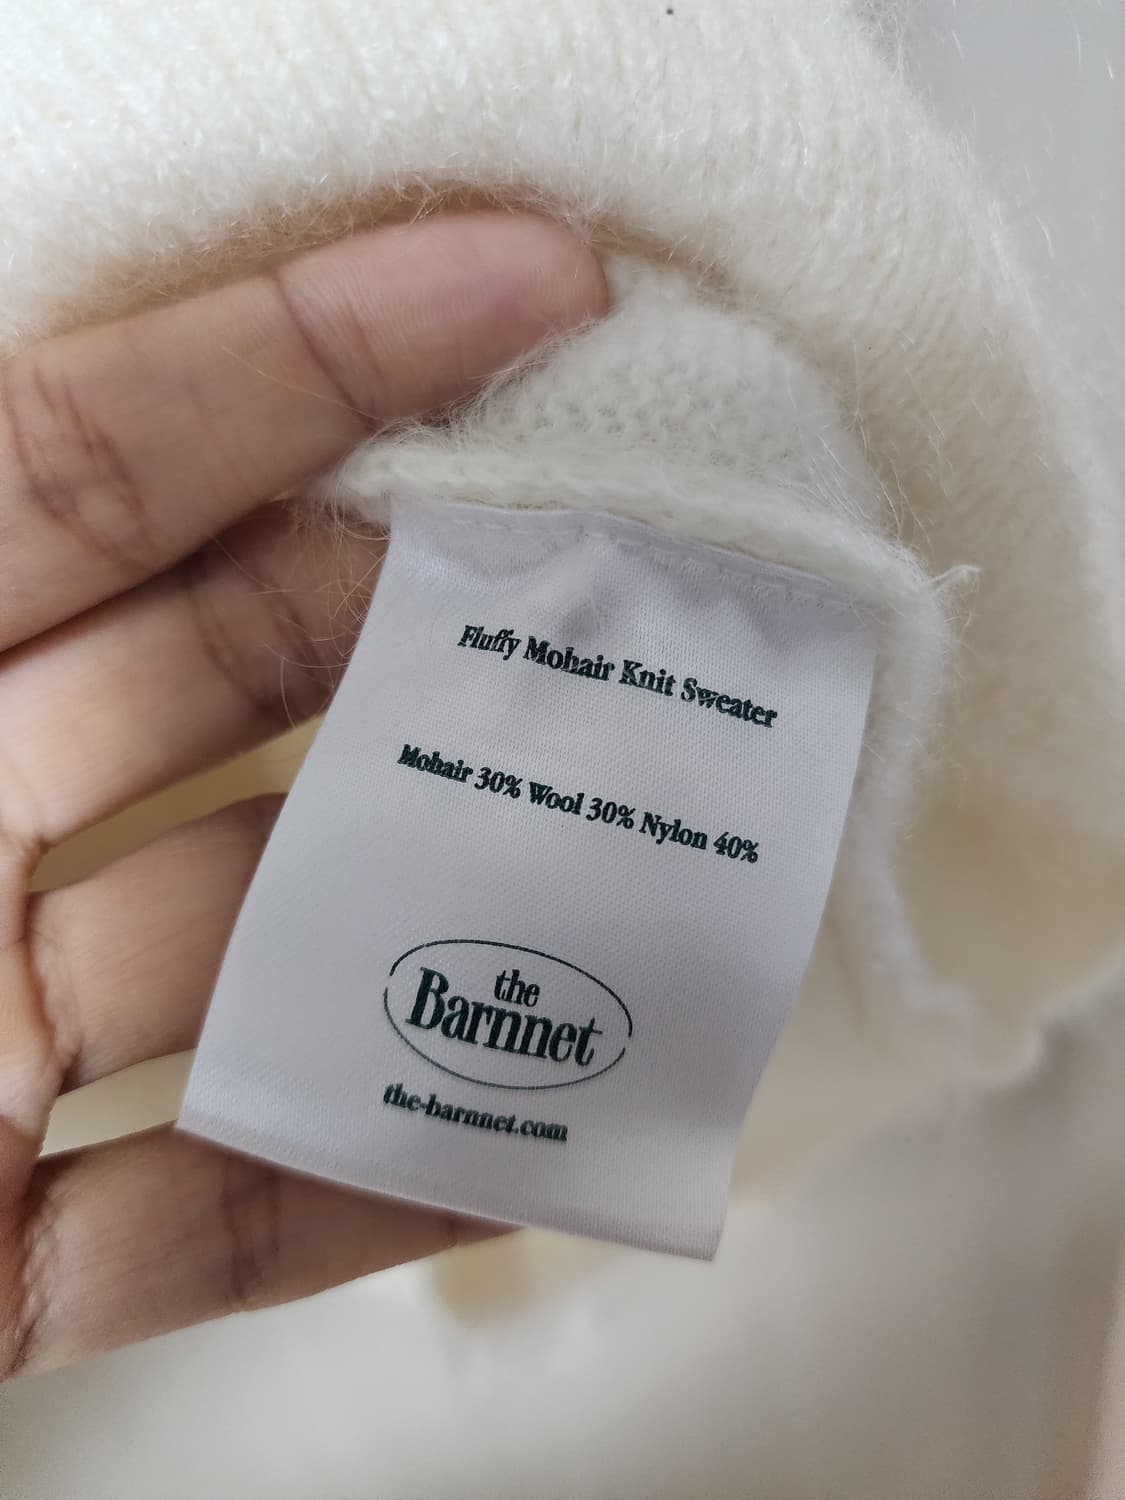 Fluffy Mohair Knit Sweater
Mohair 30% Wool 30% Nylon 40%
the
Barnnet
the-barnnet.com